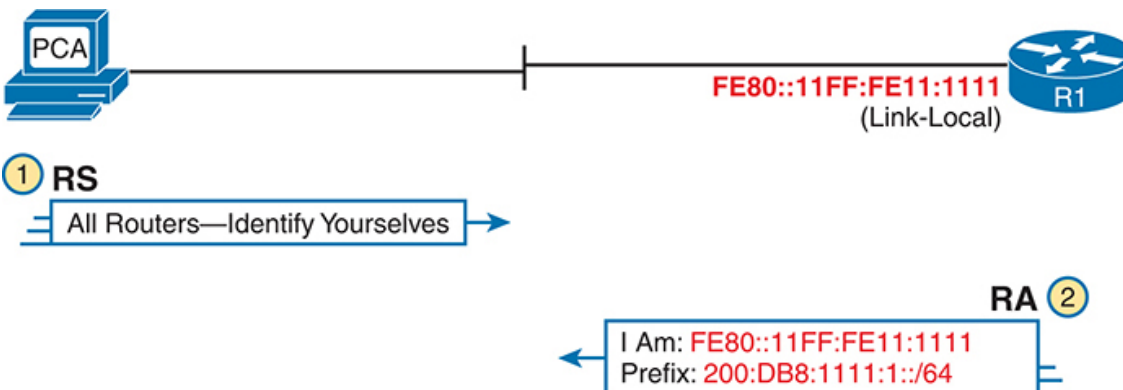 PCA
FE80::11FF:FE11:1111
(Link-Local)
R1
1 RS
All Routers—Identify Yourselves
RA 2
I Am: FE80::11FF:FE11:1111
Prefix: 200:DB8:1111:1::/64